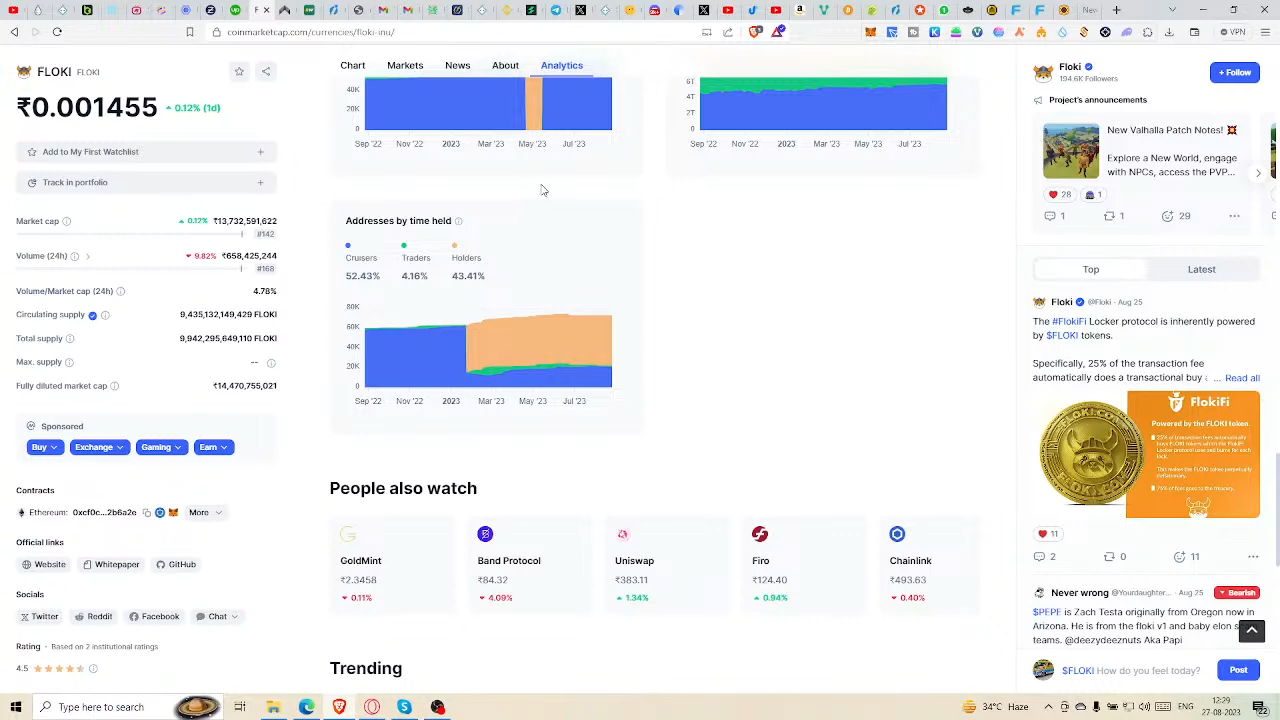 coinmarketcap.com/currencies/floki-inu/
VPN
FLOKI FLOKI
₹0.001455 0.12% (1d)
Add to My First Watchlist +
Track in portfolio +
Market cap 0.12% ₹13,732,591,622
#142
Volume (24h) 9.82% ₹658,425,244
#168
Volume/Market cap (24h) 4.78%
Circulating supply 9,435,132,149,429 FLOKI
Total supply 9,942,295,649,110 FLOKI
Max. supply --
Fully diluted market cap ₹14,470,755,021
Sponsored
Buy Exchange Gaming Earn
Contracts
Ethereum: 0xcf0c...2b6a2e More
Official links
Website Whitepaper GitHub
Socials
Twitter Reddit Facebook Chat
Rating · Based on 2 institutional ratings
4.5
Chart Markets News About Analytics
40K
20K
0
Sep '22 Nov '22 2023 Mar '23 May '23 Jul '23
6T
4T
2T
0
Sep '22 Nov '22 2023 Mar '23 May '23 Jul '23
Addresses by time held
Cruisers Traders Holders
52.43% 4.16% 43.41%
80K
60K
40K
20K
0
Sep '22 Nov '22 2023 Mar '23 May '23 Jul '23
People also watch
GoldMint Band Protocol Uniswap Firo Chainlink
₹2.3458 ₹84.32 ₹383.11 ₹124.40 ₹493.63
0.11% 4.09% 1.34% 0.94% 0.40%
Trending
Floki
194.6K Followers
+ Follow
Project's announcements
New Valhalla Patch Notes!
Explore a New World, engage
with NPCs, access the PVP...
28 1
1 1 29 ...
Top Latest
Floki @Floki · Aug 25
The #FlokiFi Locker protocol is inherently powered
by $FLOKI tokens.
Specifically, 25% of the transaction fee
automatically does a transactional buy ... Read all
FlokiFi
Powered by the FLOKI token.
11
2 0 11 ...
Never wrong @Yourdaughter... · Aug 25 Bearish
$PEPE is Zach Testa originally from Oregon now in
Arizona. He is from the floki v1 and baby elon s
teams. @deezydeeznuts Aka Papi
$FLOKI How do you feel today? Post
Type here to search
34°C Haze
ENG
12:29
27-08-2023